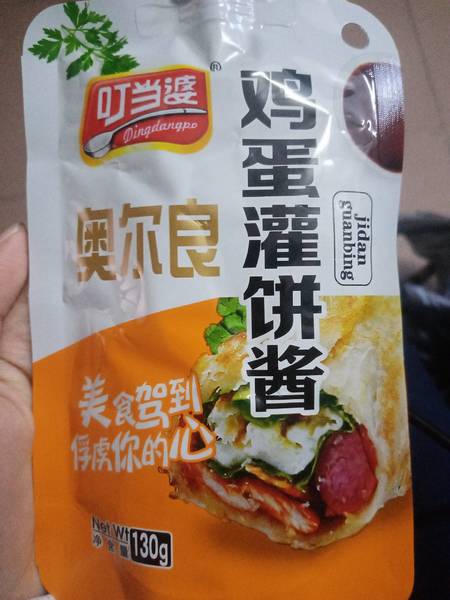 叮当婆
®
Dingdangpo
鸡蛋灌饼酱
jidan
guanbing
奥尔良
美食驾到
俘虏你的心
Net Wt
净含量
130g